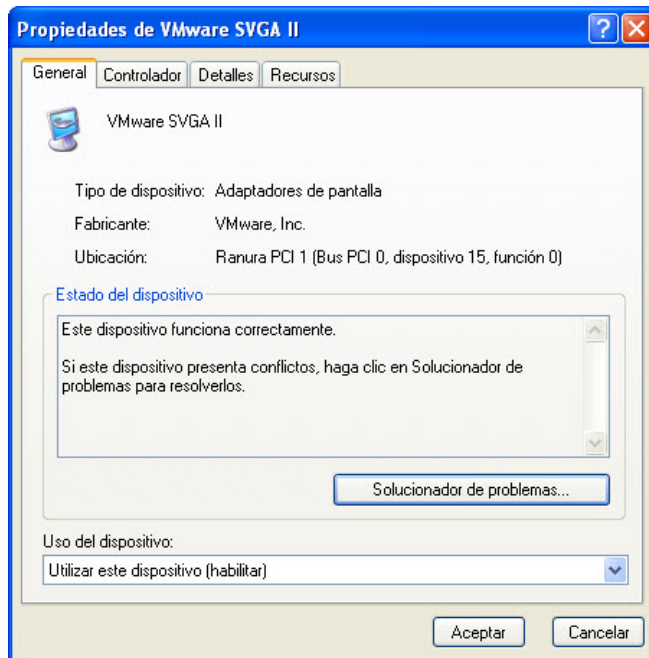 Propiedades de VMware SVGA II
General Controlador Detalles Recursos
VMware SVGA II
Tipo de dispositivo: Adaptadores de pantalla
Fabricante: VMware, Inc.
Ubicación: Ranura PCI 1 (Bus PCI 0, dispositivo 15, función 0)
Estado del dispositivo
Este dispositivo funciona correctamente.
Si este dispositivo presenta conflictos, haga clic en Solucionador de
problemas para resolverlos.
Solucionador de problemas...
Uso del dispositivo:
Utilizar este dispositivo (habilitar)
Aceptar Cancelar